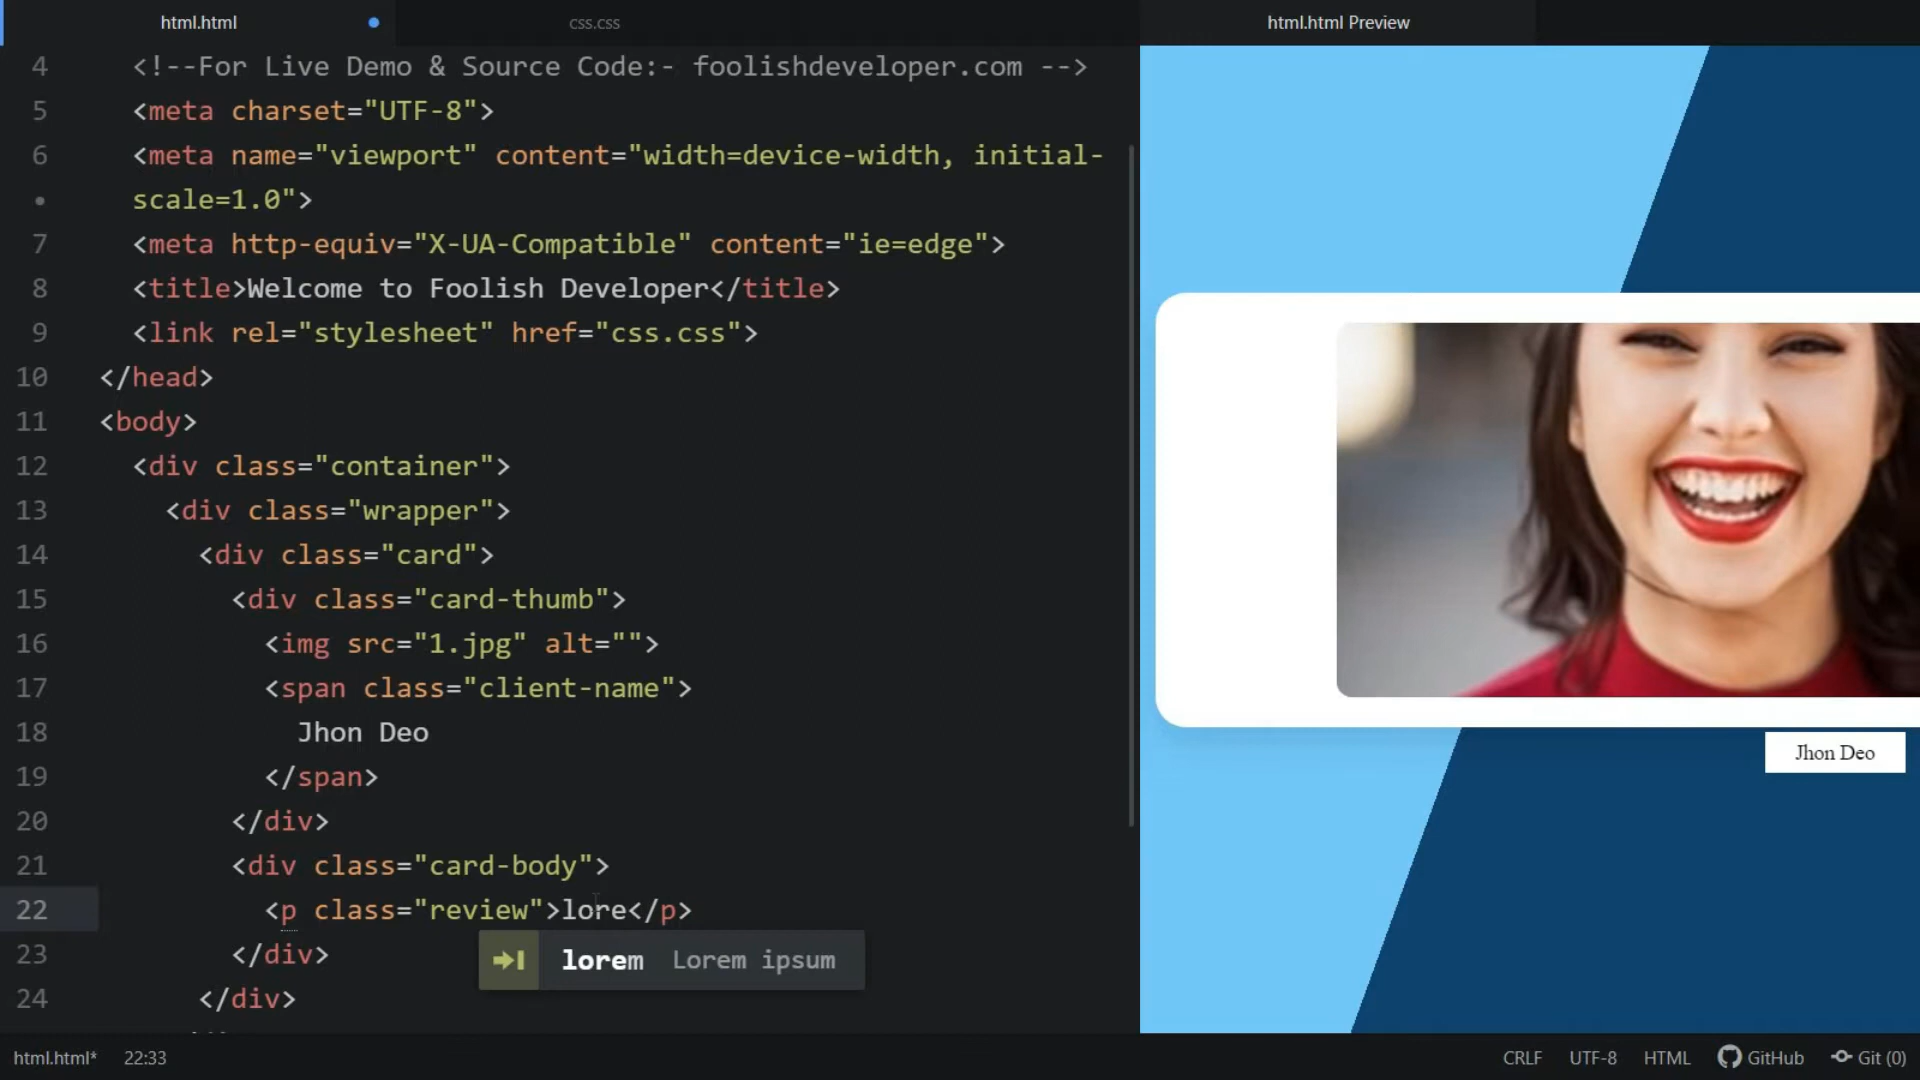 html.html
css.css
html.html Preview
4 <!--For Live Demo & Source Code:- foolishdeveloper.com -->
5 <meta charset="UTF-8">
6 <meta name="viewport" content="width=device-width, initial-
• scale=1.0">
7 <meta http-equiv="X-UA-Compatible" content="ie=edge">
8 <title>Welcome to Foolish Developer</title>
9 <link rel="stylesheet" href="css.css">
10 </head>
11 <body>
12 <div class="container">
13 <div class="wrapper">
14 <div class="card">
15 <div class="card-thumb">
16 <img src="1.jpg" alt="">
17 <span class="client-name">
18 Jhon Deo
19 </span>
20 </div>
21 <div class="card-body">
22 <p class="review">lore</p>
23 </div>
lorem Lorem ipsum
24 </div>
Jhon Deo
html.html* 22:33
CRLF UTF-8 HTML GitHub Git (0)